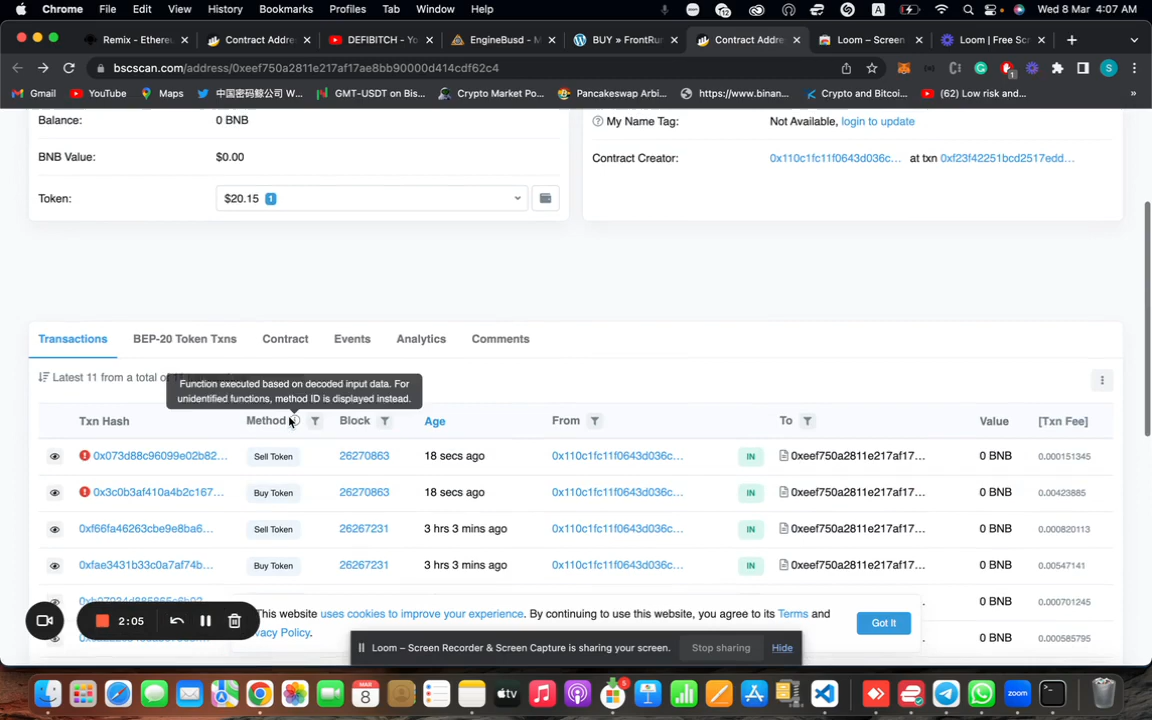 Chrome File Edit View History Bookmarks Profiles Tab Window Help Wed 8 Mar 4:07 AM
Remix - Ethere Contract Addre DEFIBITCH - Yo EngineBusd - M BUY » FrontRu Contract Addre Loom – Screen Loom | Free Scr
bscscan.com/address/0xeef750a2811e217af17ae8bb90000d414cdf62c4
Gmail YouTube Maps 中国密码鲸公司 W... GMT-USDT on Bis... Crypto Market Po... Pancakeswap Arbi... https://www.binan... Crypto and Bitcoi... (62) Low risk and...
Balance: 0 BNB
My Name Tag: Not Available, login to update
BNB Value: $0.00
Contract Creator: 0x110c1fc11f0643d036c... at txn 0xf23f42251bcd2517edd...
Token: $20.15 1
Transactions BEP-20 Token Txns Contract Events Analytics Comments
Latest 11 from a total of
Function executed based on decoded input data. For
unidentified functions, method ID is displayed instead.
Txn Hash Method Block Age From To Value [Txn Fee]
0x073d88c96099e02b82... Sell Token 26270863 18 secs ago 0x110c1fc11f0643d036c... IN 0xeef750a2811e217af17... 0 BNB 0.000151345
0x3c0b3af410a4b2c167... Buy Token 26270863 18 secs ago 0x110c1fc11f0643d036c... IN 0xeef750a2811e217af17... 0 BNB 0.00423885
0xf66fa46263cbe9e8ba6... Sell Token 26267231 3 hrs 3 mins ago 0x110c1fc11f0643d036c... IN 0xeef750a2811e217af17... 0 BNB 0.000820113
0xfae3431b33c0a7af74b... Buy Token 26267231 3 hrs 3 mins ago 0x110c1fc11f0643d036c... IN 0xeef750a2811e217af17... 0 BNB 0.00547141
0 BNB 0.000701245
This website uses cookies to improve your experience. By continuing to use this website, you agree to its Terms and
vacy Policy.
Got It
2:05
0 BNB 0.000585795
Loom – Screen Recorder & Screen Capture is sharing your screen. Stop sharing Hide